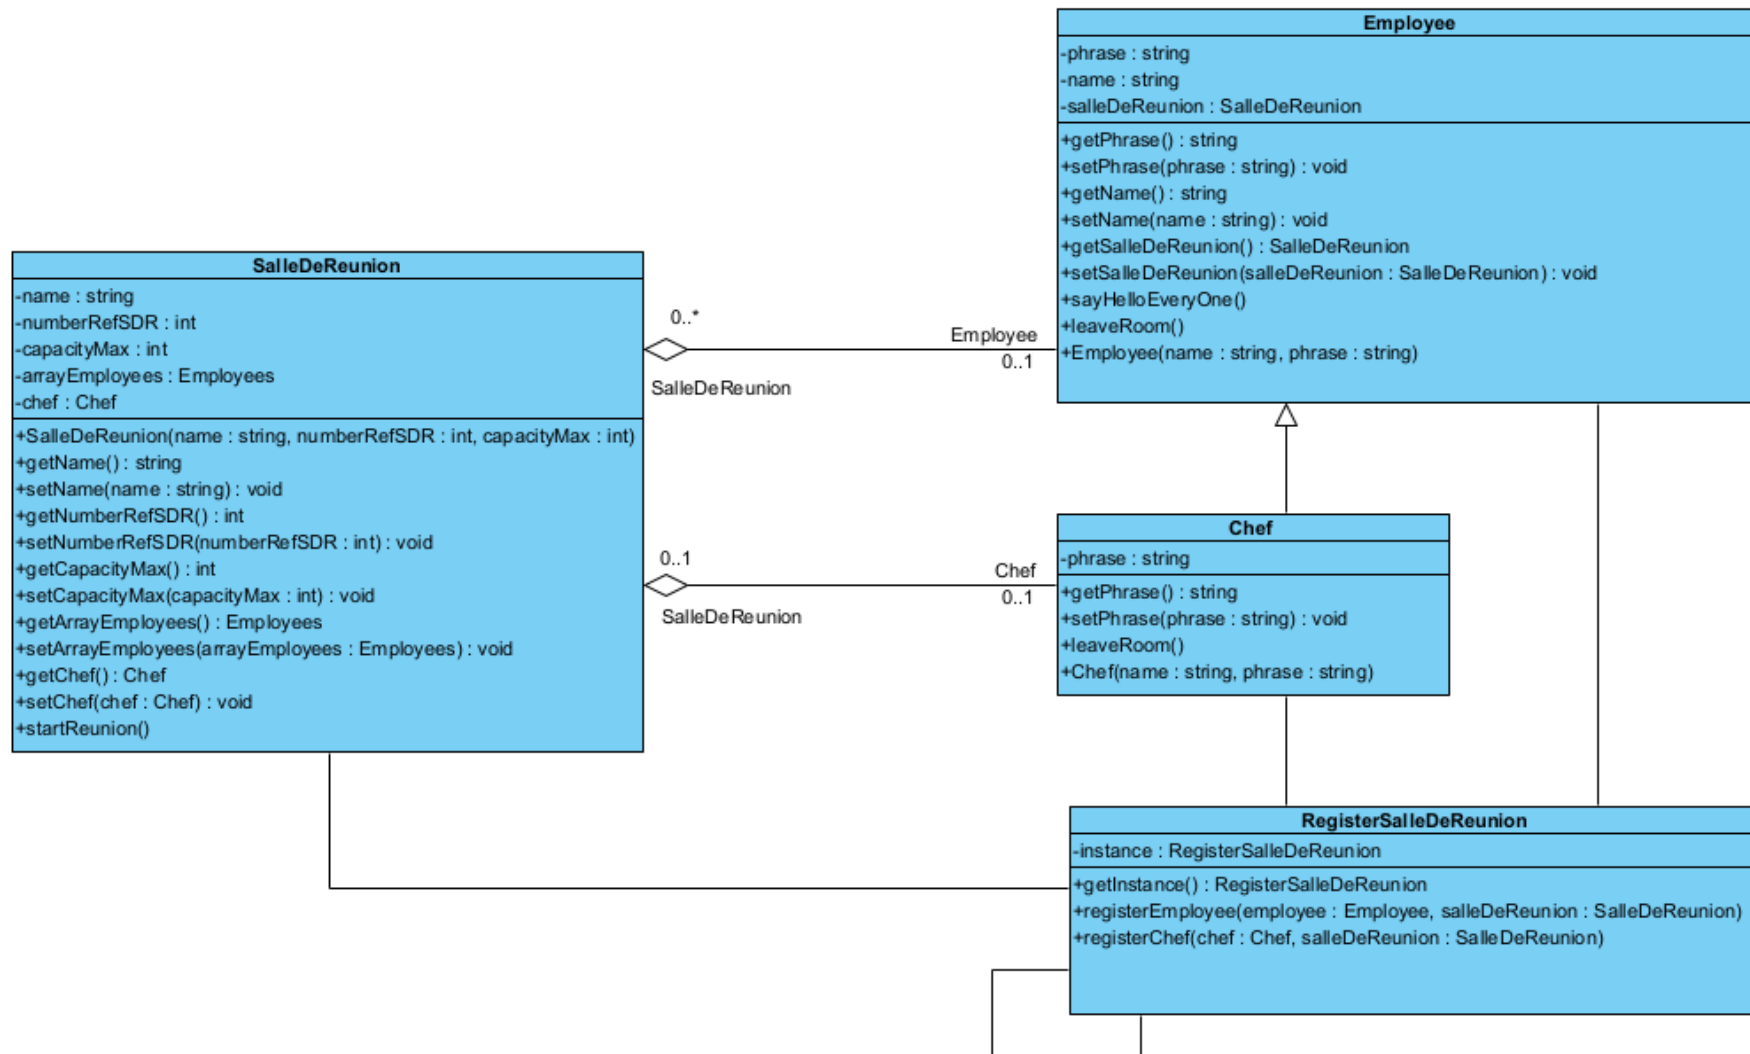 Employee
-phrase : string
-name : string
-salleDeReunion : SalleDeReunion
+getPhrase() : string
+setPhrase(phrase : string) : void
+getName() : string
+setName(name : string) : void
+getSalleDeReunion() : SalleDeReunion
+setSalleDeReunion(salleDeReunion : SalleDeReunion) : void
+sayHelloEveryOne()
+leaveRoom()
+Employee(name : string, phrase : string)
SalleDeReunion
-name : string
-numberRefSDR : int
-capacityMax : int
-arrayEmployees : Employees
-chef : Chef
+SalleDeReunion(name : string, numberRefSDR : int, capacityMax : int)
+getName() : string
+setName(name : string) : void
+getNumberRefSDR() : int
+setNumberRefSDR(numberRefSDR : int) : void
+getCapacityMax() : int
+setCapacityMax(capacityMax : int) : void
+getArrayEmployees() : Employees
+setArrayEmployees(arrayEmployees : Employees) : void
+getChef() : Chef
+setChef(chef : Chef) : void
+startReunion()
0..*
Employee
0..1
SalleDeReunion
0..1
Chef
0..1
SalleDeReunion
Chef
-phrase : string
+getPhrase() : string
+setPhrase(phrase : string) : void
+leaveRoom()
+Chef(name : string, phrase : string)
RegisterSalleDeReunion
-instance : RegisterSalleDeReunion
+getInstance() : RegisterSalleDeReunion
+registerEmployee(employee : Employee, salleDeReunion : SalleDeReunion)
+registerChef(chef : Chef, salleDeReunion : SalleDeReunion)